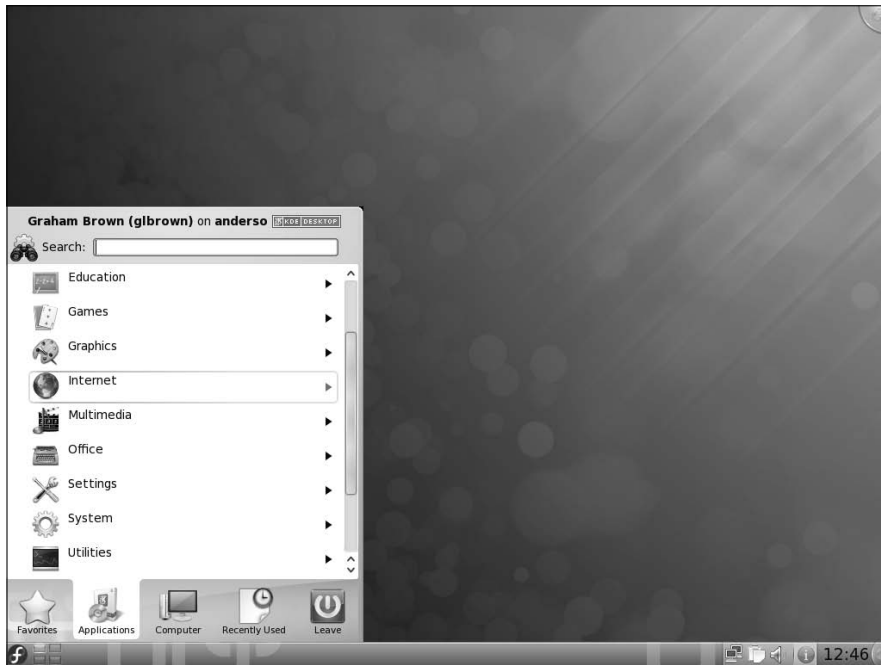 Graham Brown (glbrown) on anderso KDE DESKTOP
Search:
Education
Games
Graphics
Internet
Multimedia
Office
Settings
System
Utilities
Favorites Applications Computer Recently Used Leave
12:46